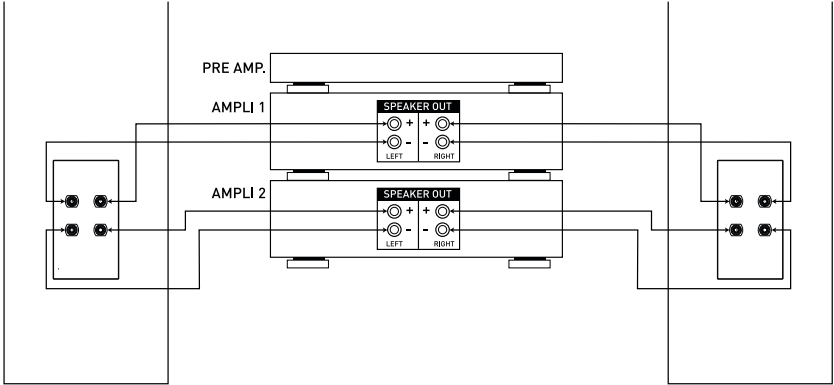 PRE AMP.
AMPLI 1
SPEAKER OUT
+ +
- -
LEFT RIGHT
AMPLI 2
SPEAKER OUT
+ +
- -
LEFT RIGHT